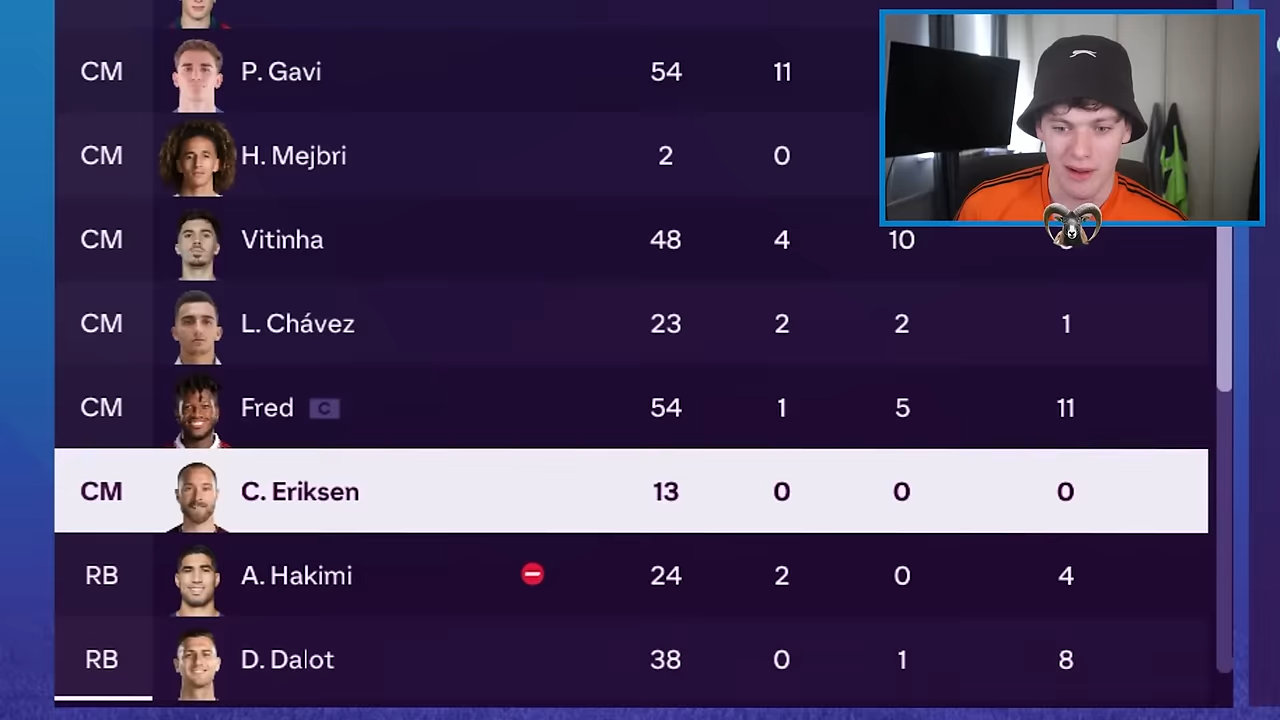 CM P. Gavi 54 11
CM H. Mejbri 2 0
CM Vitinha 48 4 10
CM L. Chávez 23 2 2 1
CM Fred C 54 1 5 11
CM C. Eriksen 13 0 0 0
RB A. Hakimi 24 2 0 4
RB D. Dalot 38 0 1 8